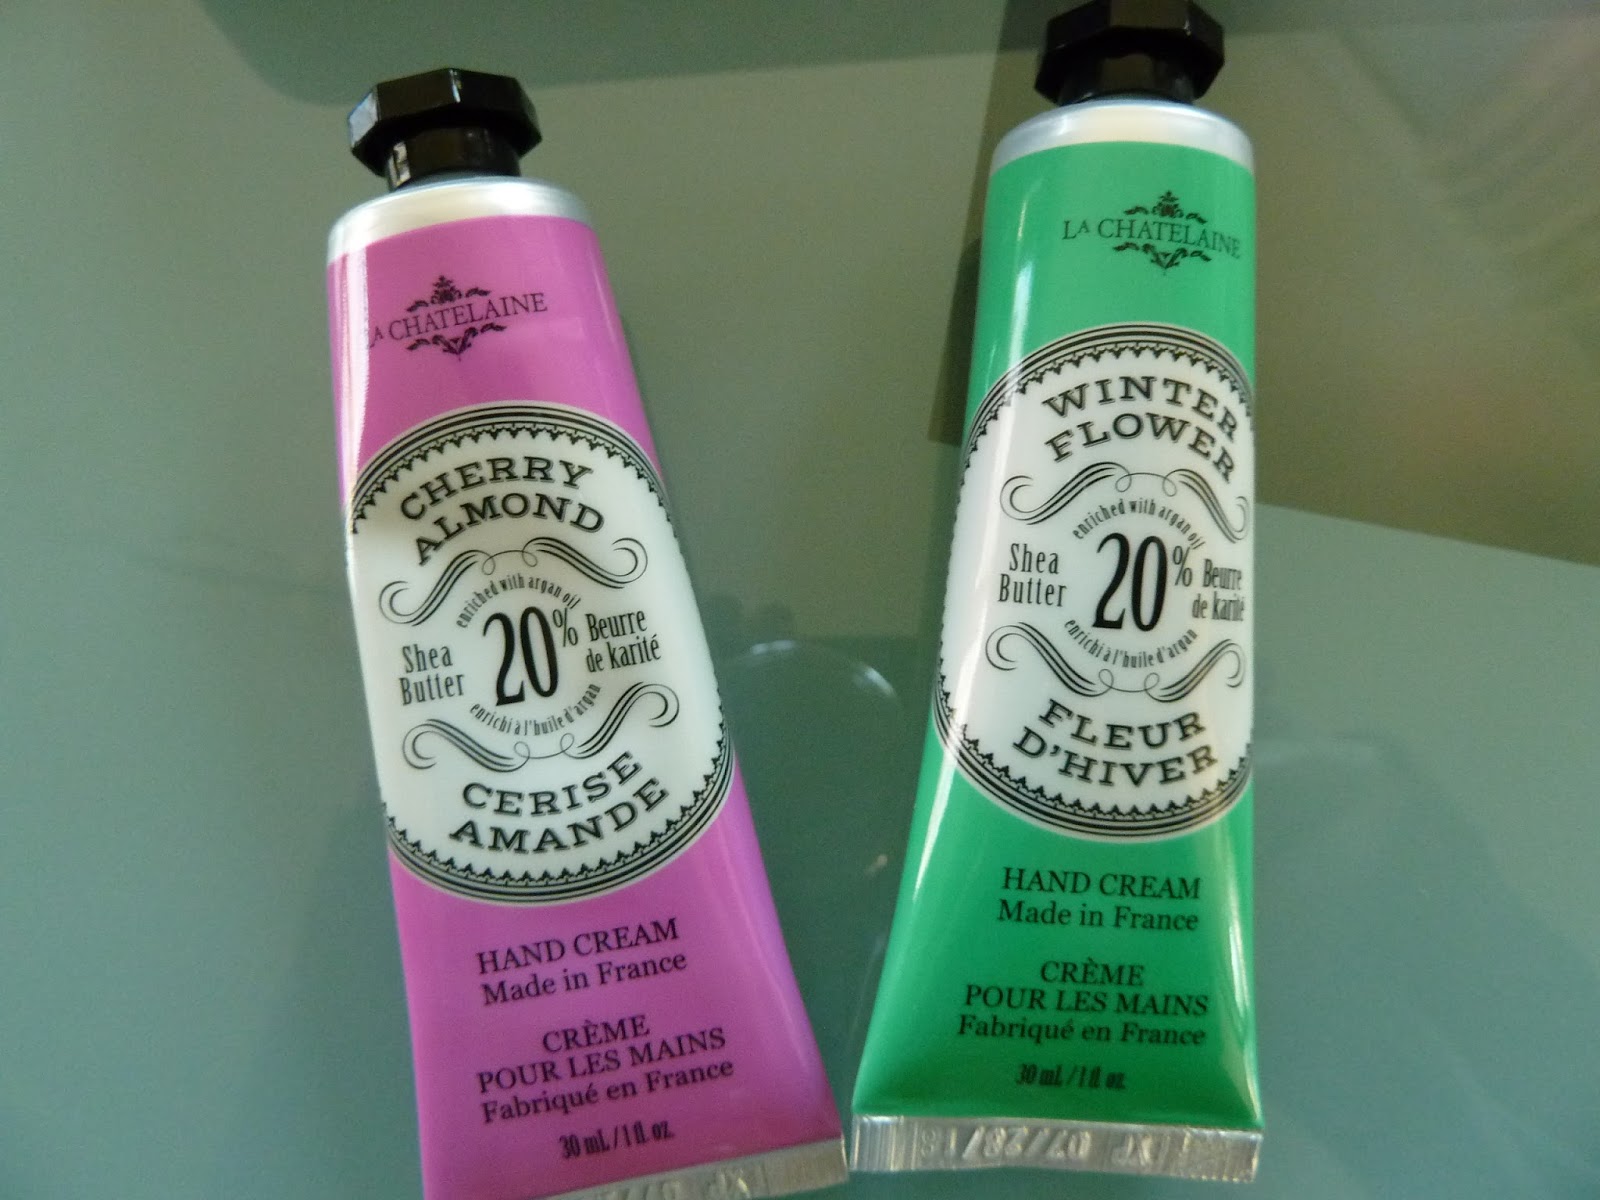 LA CHATELAINE
CHERRY
ALMOND
enriched with argan oil
Shea
Butter
20%
Beurre
de karité
enrichi à l'huile d'argan
CERISE
AMANDE
HAND CREAM
Made in France
CRÈME
POUR LES MAINS
Fabriqué en France
30 mL / 1 fl. oz.
LA CHATELAINE
WINTER
FLOWER
enriched with argan oil
Shea
Butter
20%
Beurre
de karité
enrichi à l'huile d'argan
FLEUR
D'HIVER
HAND CREAM
Made in France
CRÈME
POUR LES MAINS
Fabriqué en France
30 mL / 1 fl. oz.